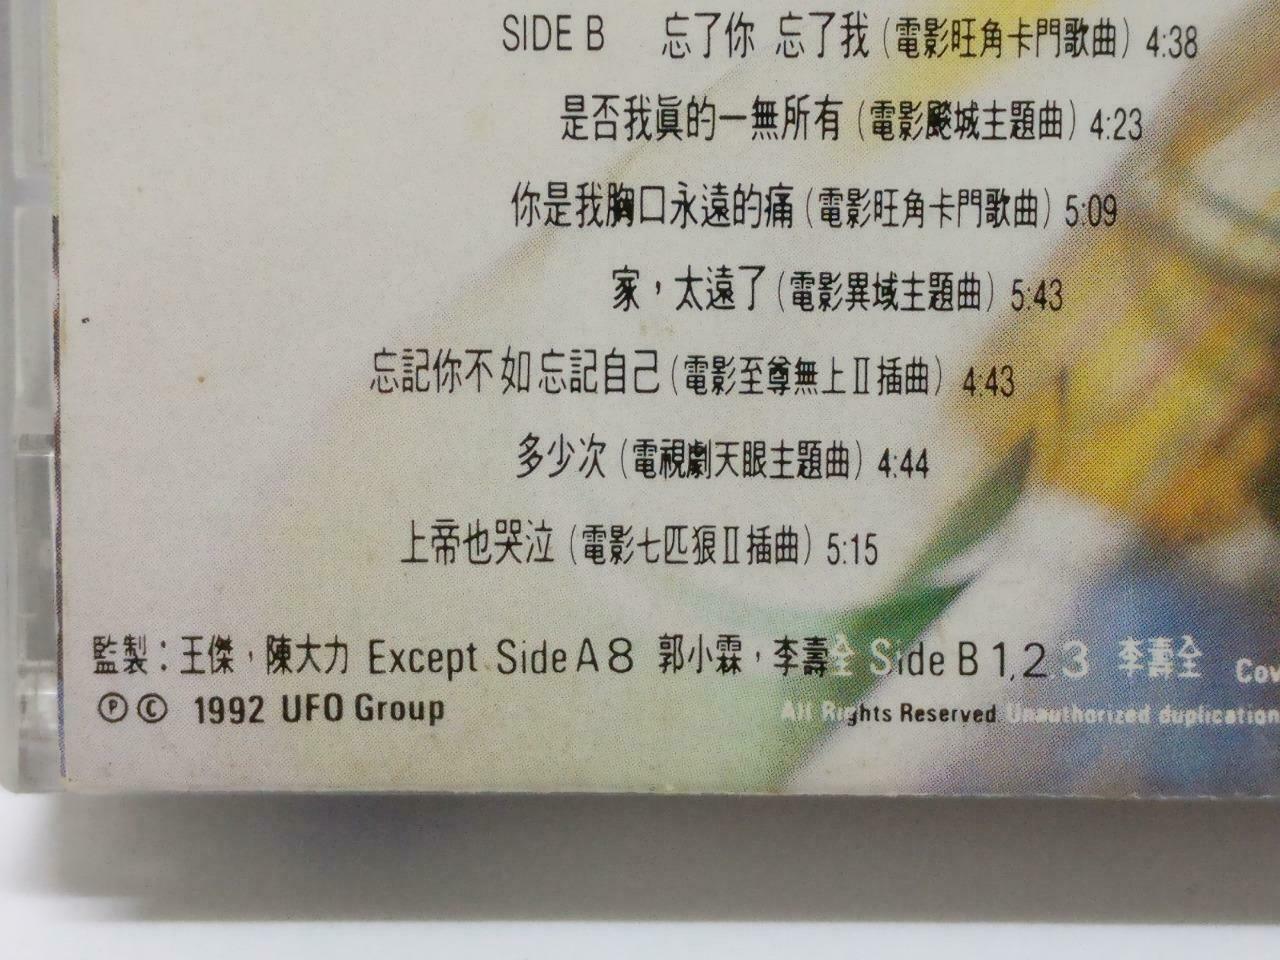 SIDE B 忘了你 忘了我(電影旺角卡門歌曲) 4:38
是否我眞的一無所有(電影飈城主題曲) 4:23
你是我胸口永遠的痛(電影旺角卡門歌曲) 5:09
家，太遠了(電影異域主題曲) 5:43
忘記你不如忘記自己(電影至尊無上II插曲) 4:43
多少次(電視劇天眼主題曲) 4:44
上帝也哭泣(電影七匹狼II插曲) 5:15
監製：王傑，陳大力 Except Side A8 郭小霖，李壽全 Side B 1,2.3 李壽全 Cov
Ⓟ © 1992 UFO Group All Rights Reserved Unauthorized duplication